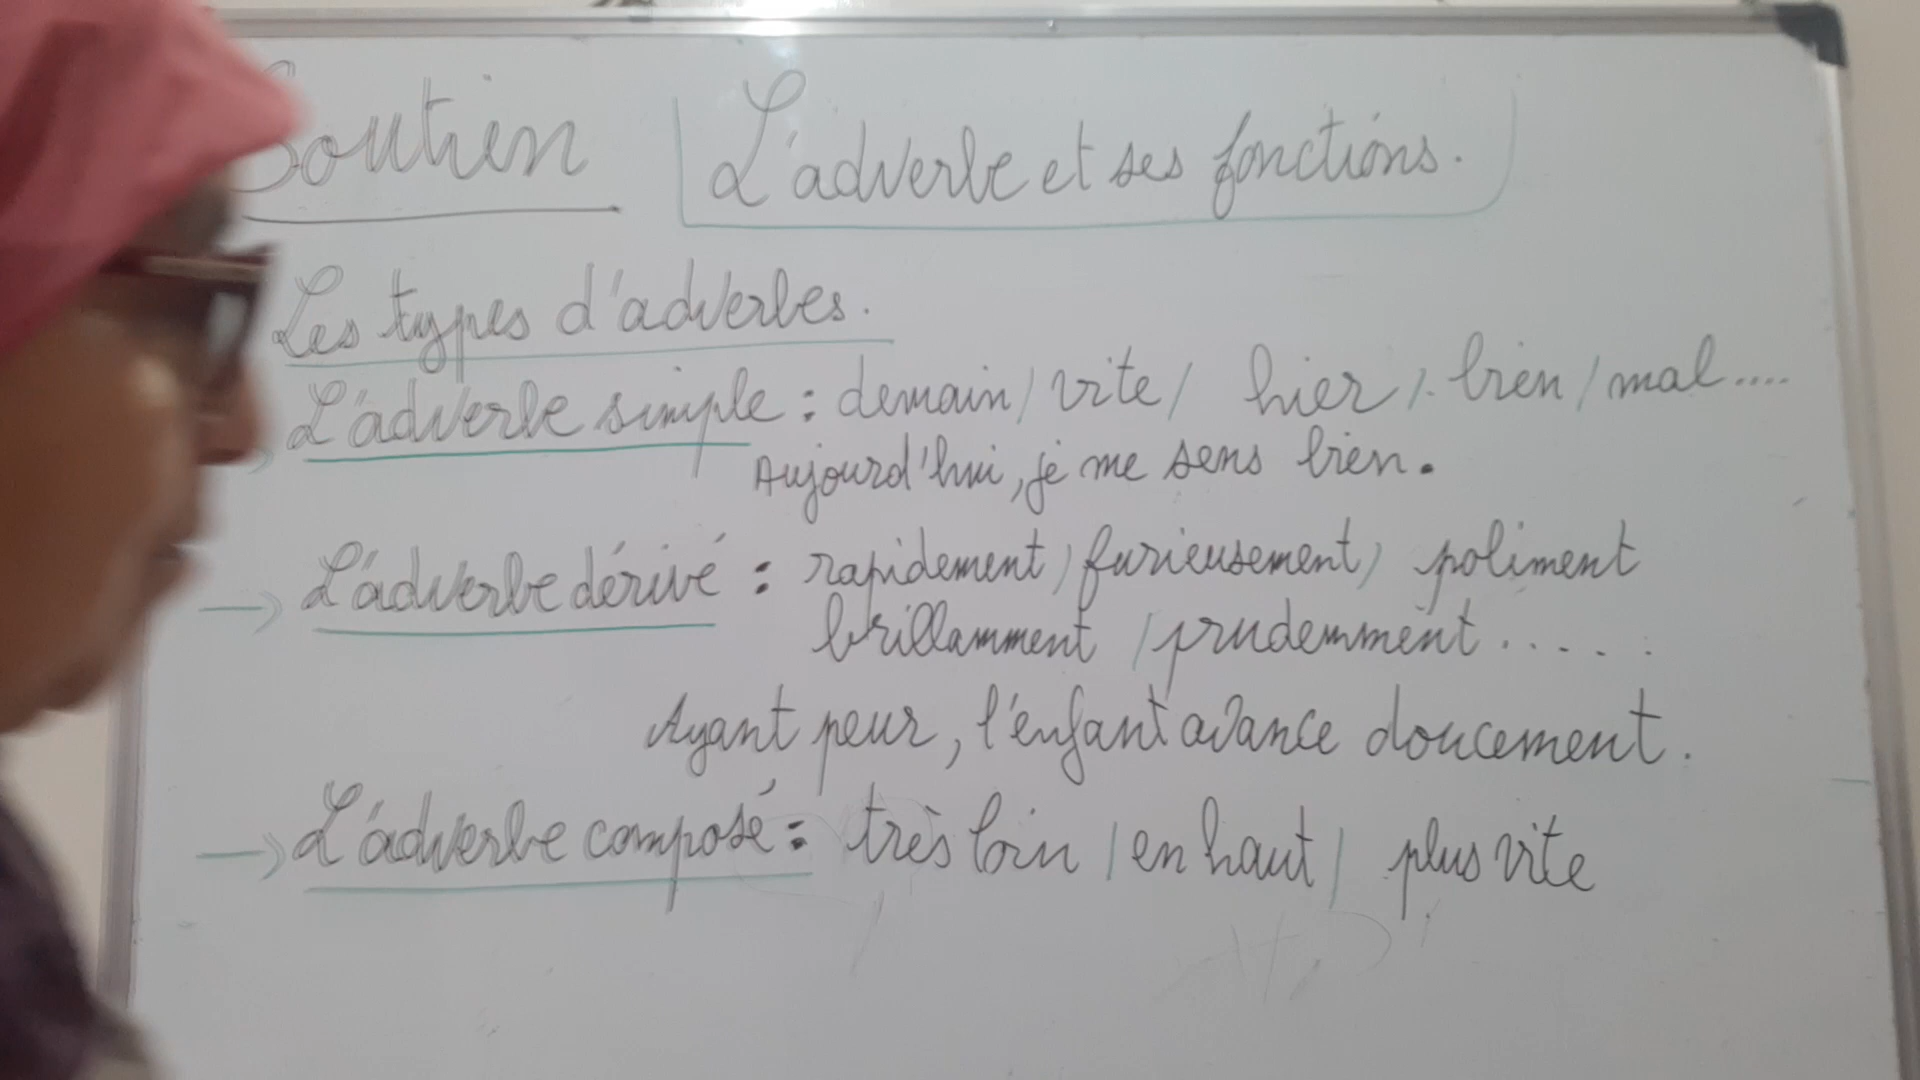 Soutien L'adverbe et ses fonctions.
Les types d'adverbes.
L'adverbe simple : demain / vite / hier / bien / mal....
Aujourd'hui, je me sens bien.
→ L'adverbe dérivé : rapidement / furieusement / poliment
brillamment / prudemment.....
Ayant peur, l'enfant avance doucement.
→ L'adverbe composé : très loin / en haut / plus vite